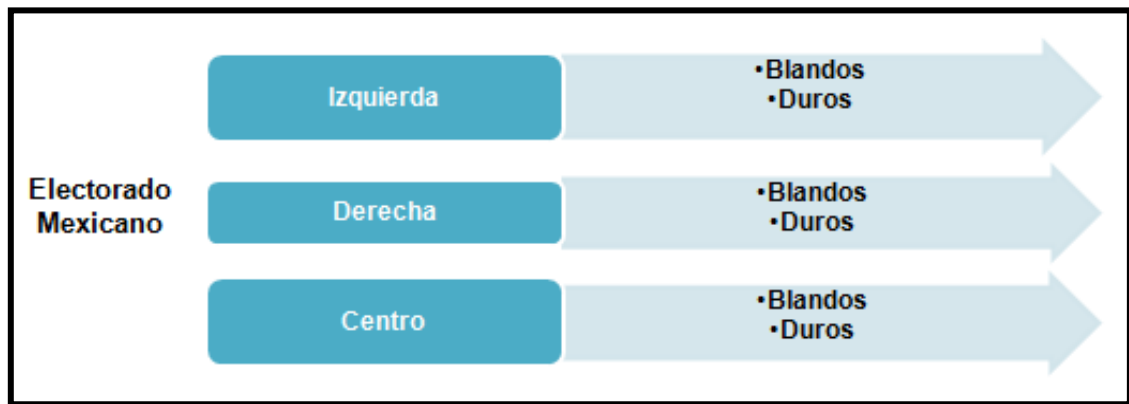 Electorado
Mexicano
Izquierda
•Blandos
•Duros
Derecha
•Blandos
•Duros
Centro
•Blandos
•Duros